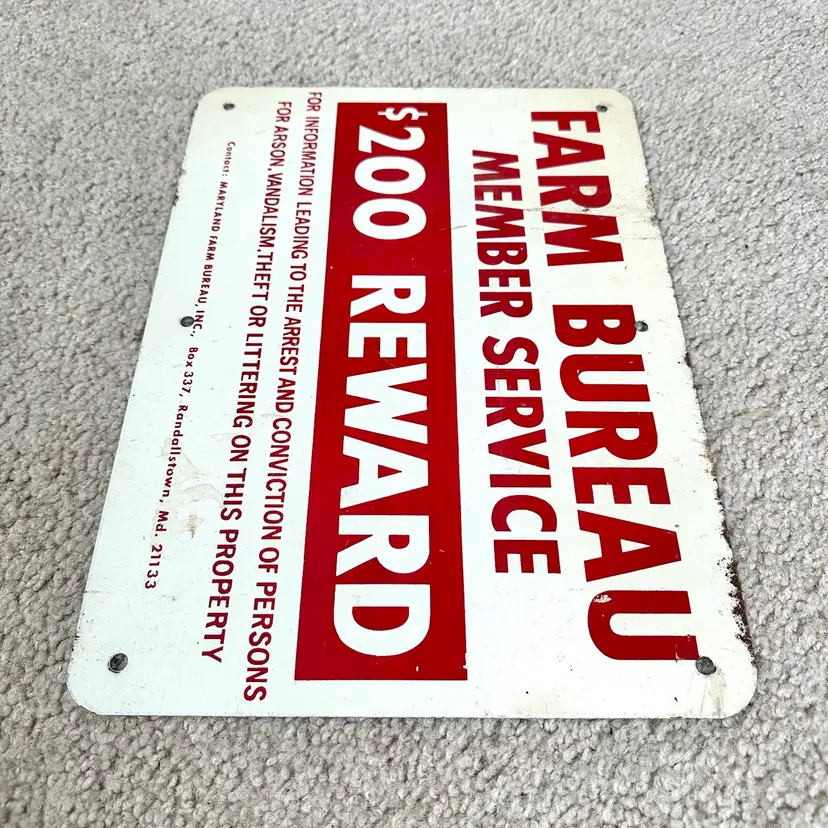 FARM BUREAU
MEMBER SERVICE
$200 REWARD
FOR INFORMATION LEADING TO THE ARREST AND CONVICTION OF PERSONS
FOR ARSON, VANDALISM, THEFT OR LITTERING ON THIS PROPERTY
Contact: MARYLAND FARM BUREAU, INC., Box 337, Randallstown, Md. 21133